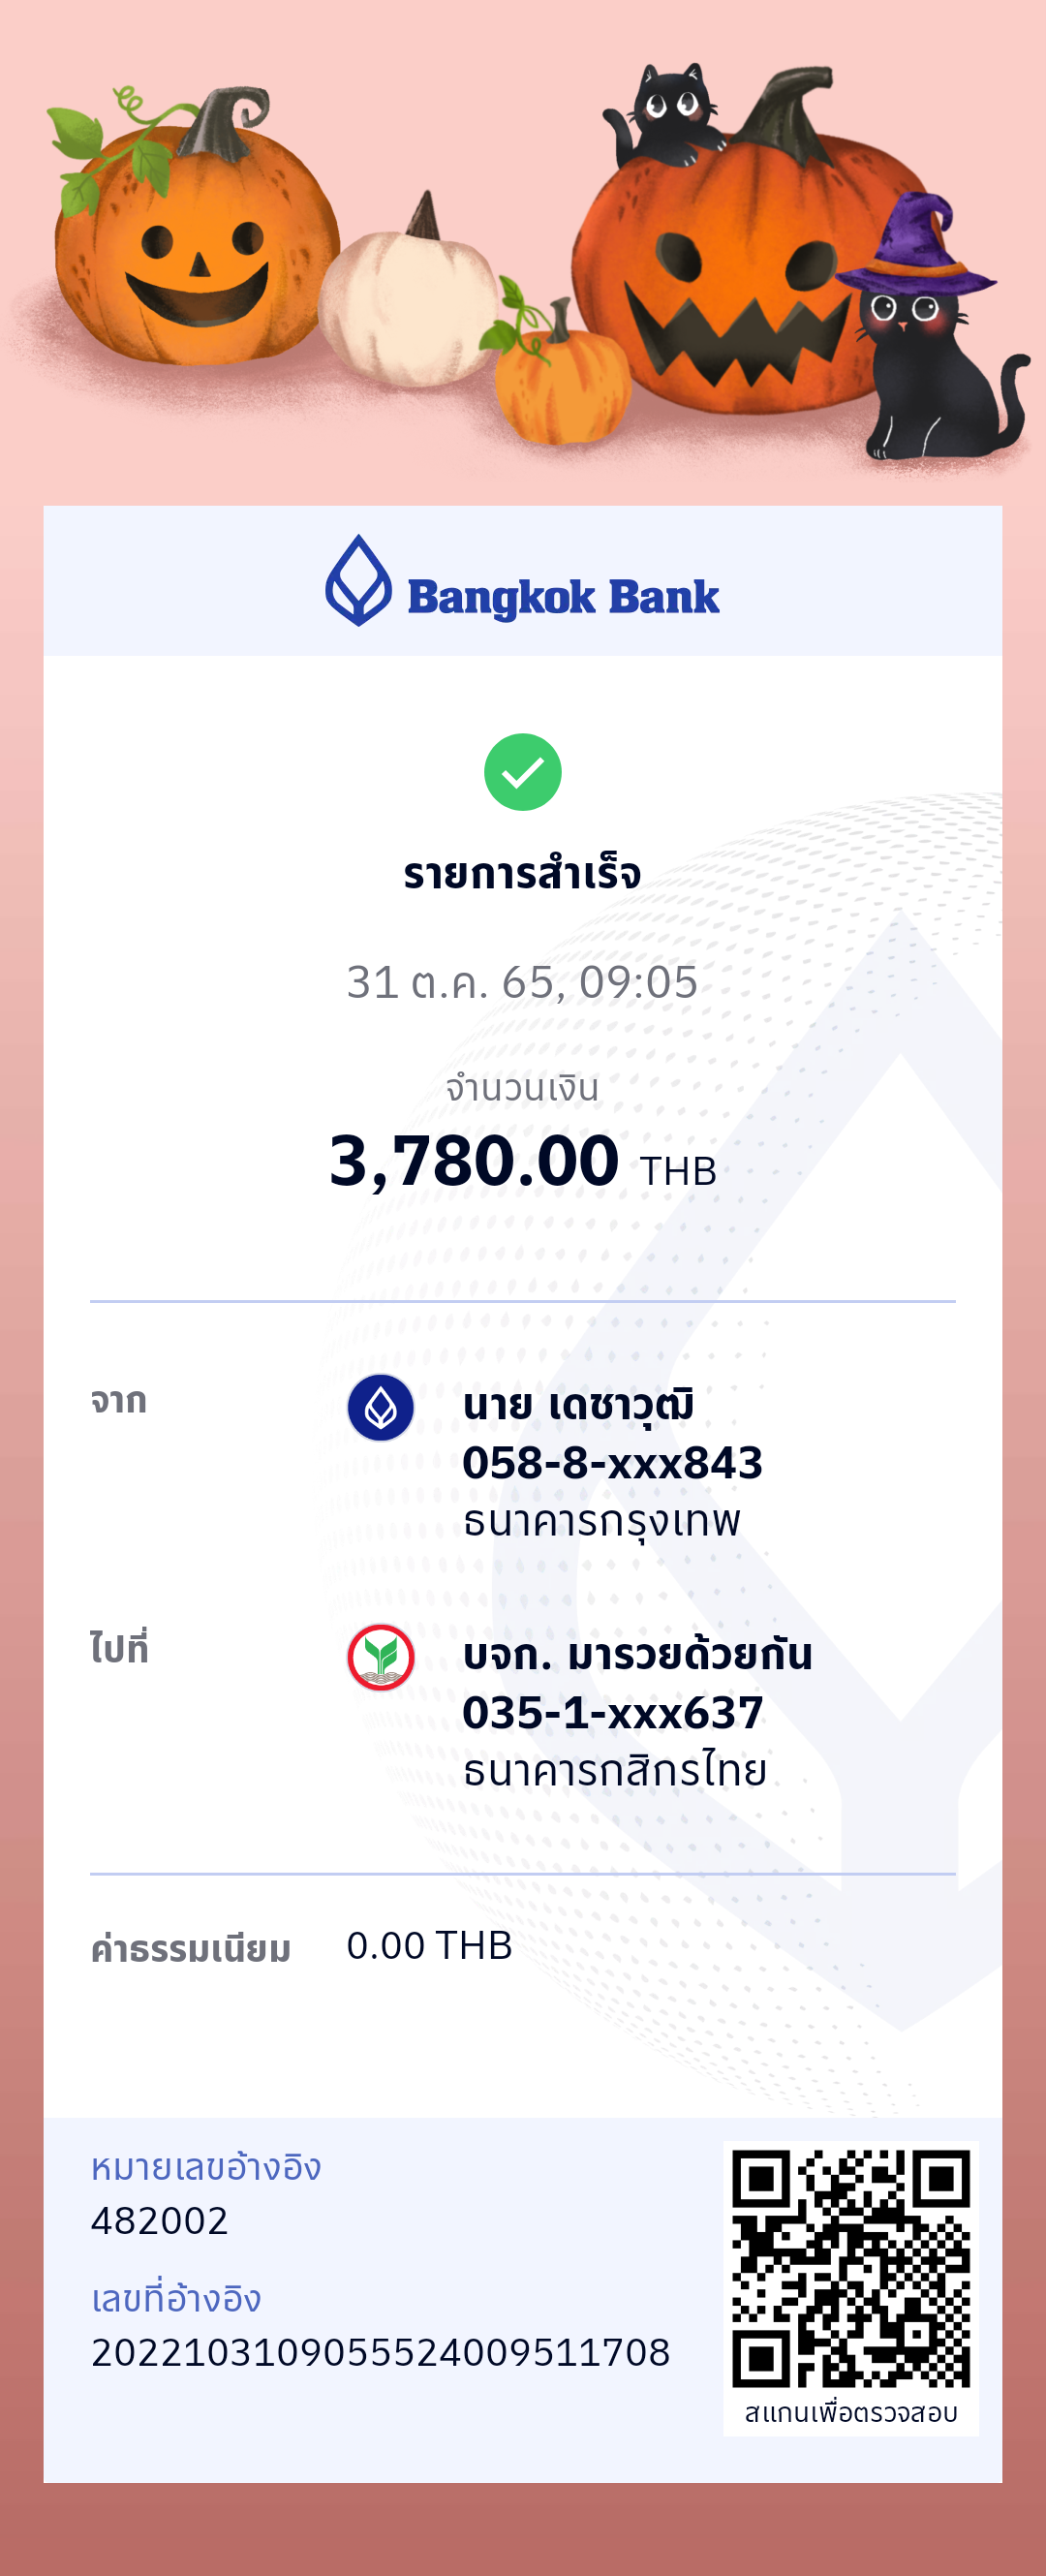 Bangkok Bank
รายการสำเร็จ
31 ต.ค. 65, 09:05
จำนวนเงิน
3,780.00 THB
จาก
นาย เดชาวุฒิ
058-8-xxx843
ธนาคารกรุงเทพ
ไปที่
บจก. มารวยด้วยกัน
035-1-xxx637
ธนาคารกสิกรไทย
ค่าธรรมเนียม 0.00 THB
หมายเลขอ้างอิง
482002
เลขที่อ้างอิง
2022103109055524009511708
สแกนเพื่อตรวจสอบ